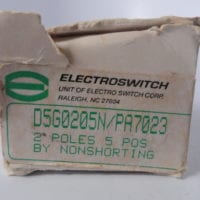 ELECTROSWITCH
UNIT OF ELECTRO SWITCH CORP.
RALEIGH, NC 27604
D5G0205N/PA7023
2 POLES 5 POS
BY NONSHORTING